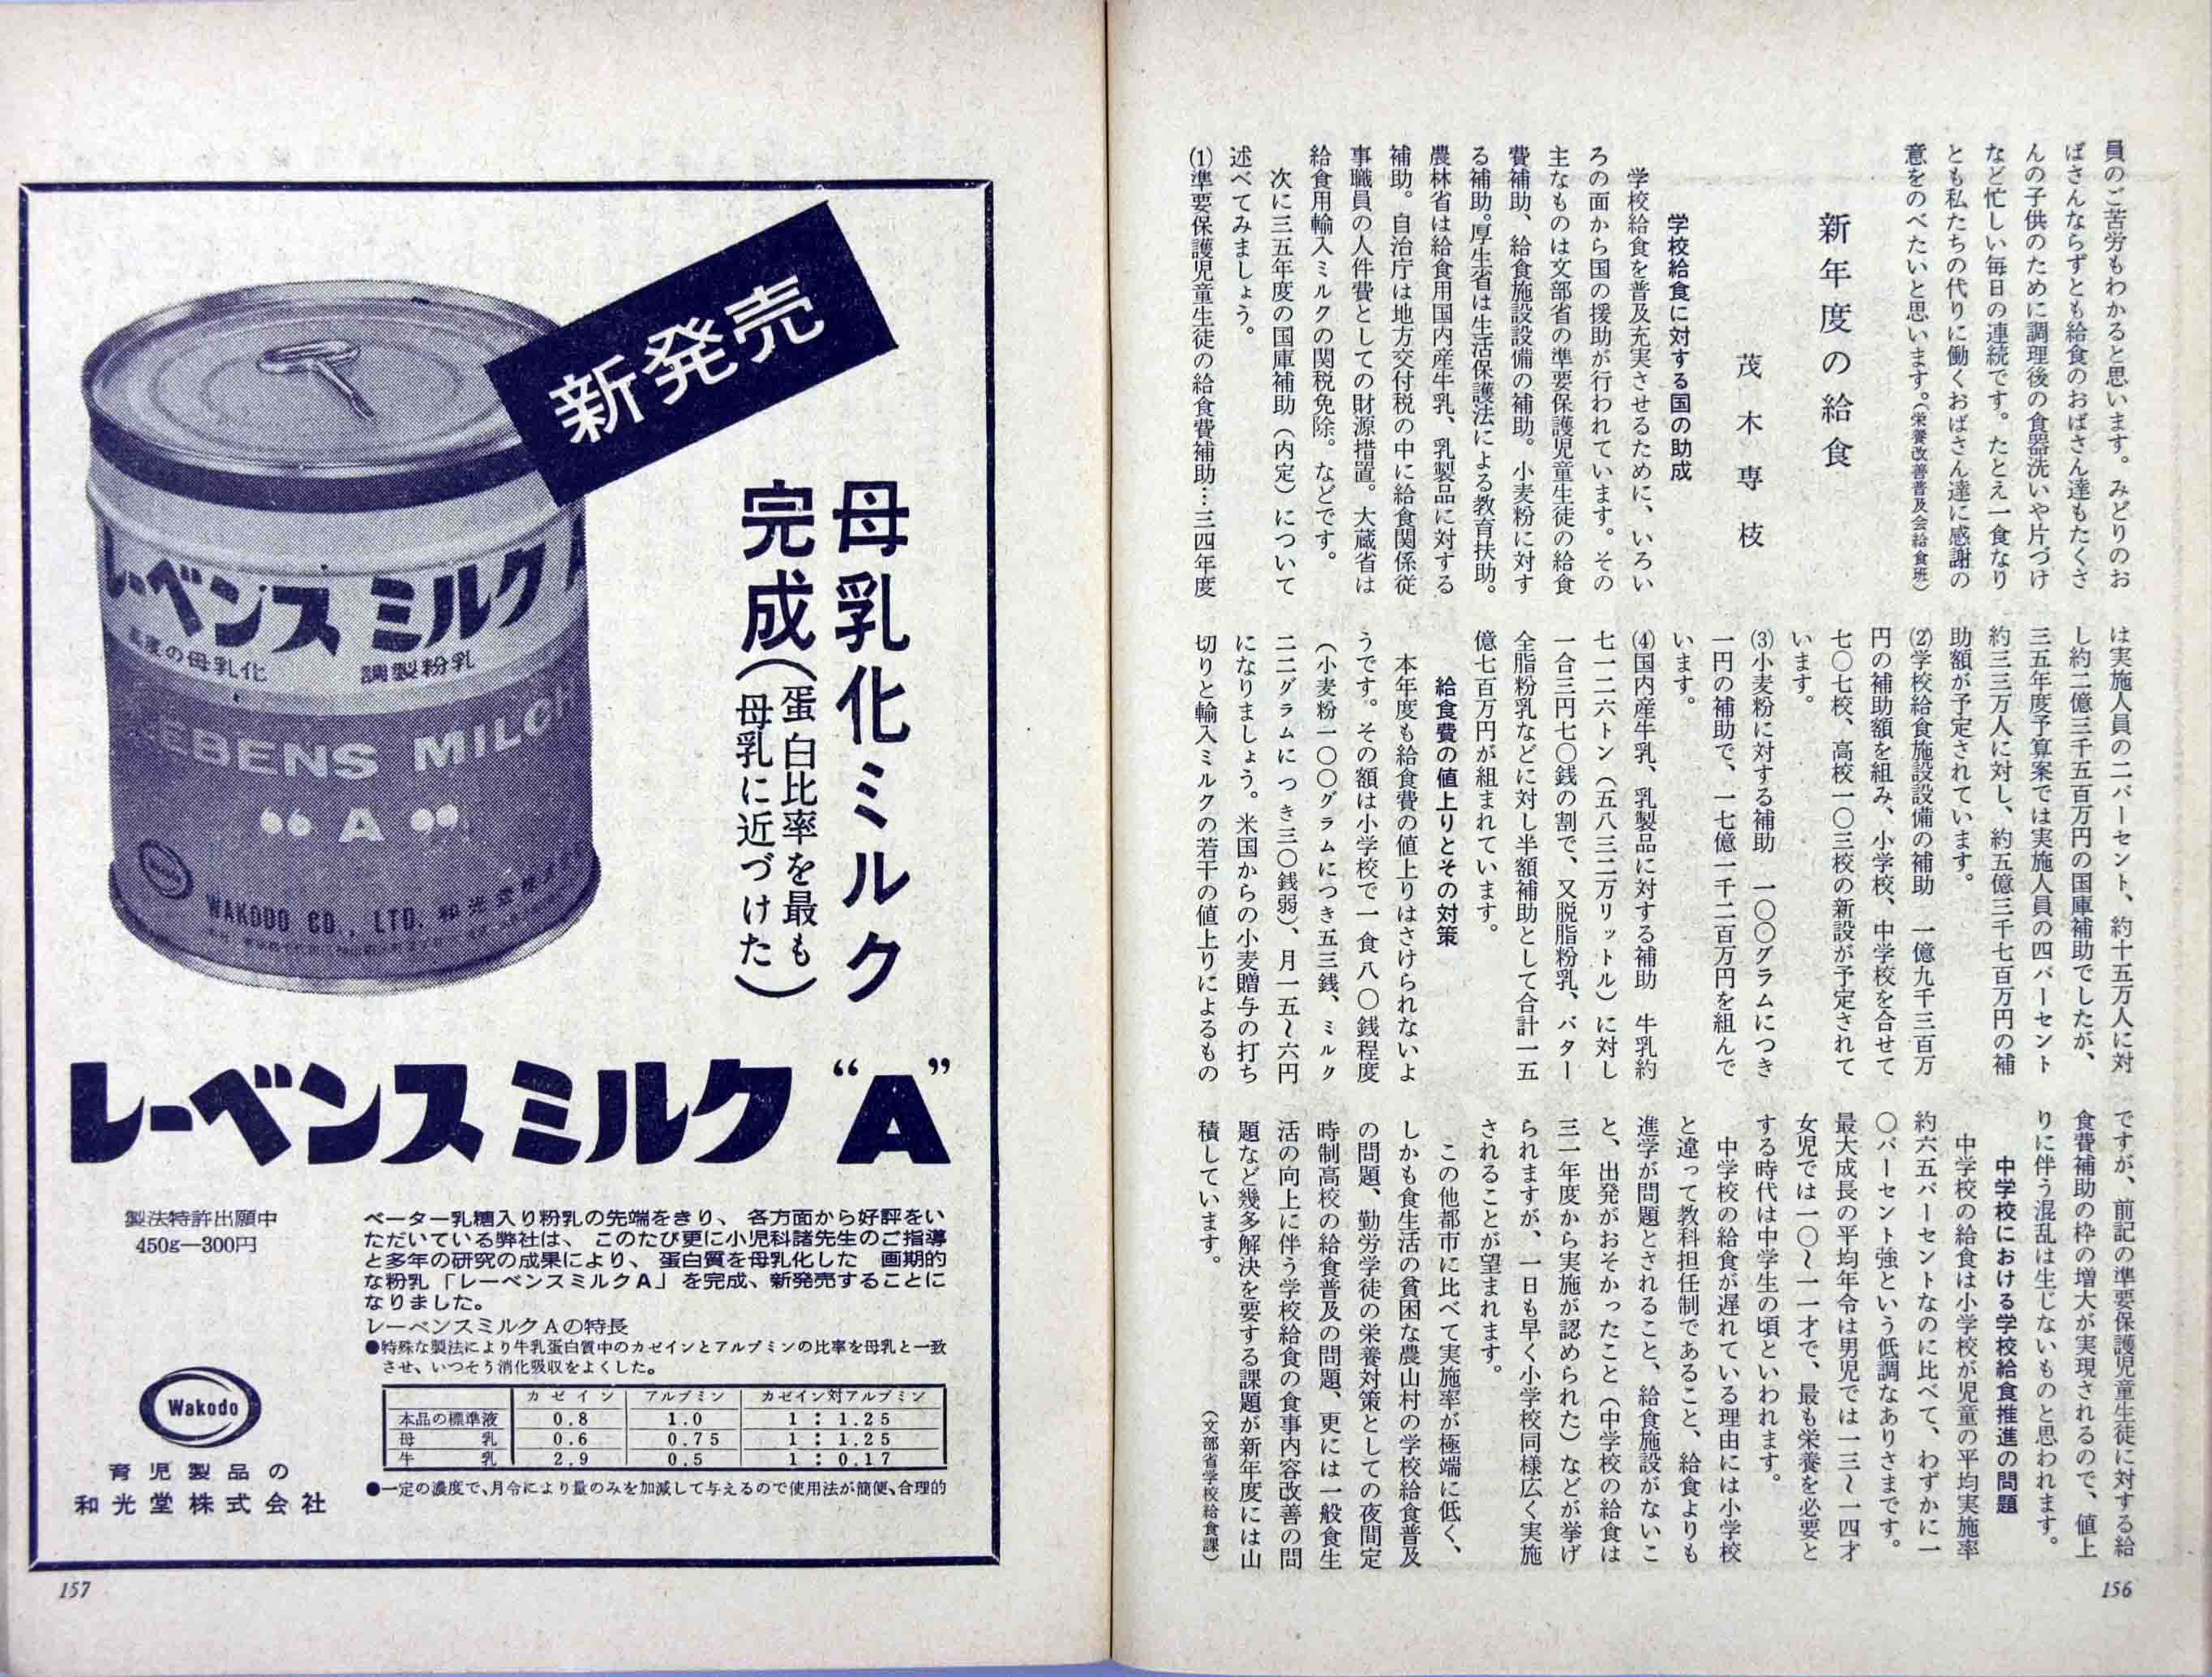 員のご苦労もわかると思います。みどりのお
ばさんならずとも給食のおばさん達もたくさ
んの子供のために調理後の食器洗いや片づけ
など忙しい毎日の連続です。たとえ一食なり
とも私たちの代りに働くおばさん達に感謝の
意をのべたいと思います。(栄養改善普及会給食班)
新年度の給食
茂木専枝
学校給食に対する国の助成
学校給食を普及充実させるために、いろい
ろの面から国の援助が行われています。その
主なものは文部省の準要保護児童生徒の給食
費補助、給食施設設備の補助。小麦粉に対す
る補助。厚生省は生活保護法による教育扶助。
農林省は給食用国内産牛乳、乳製品に対する
補助。自治庁は地方交付税の中に給食関係従
事職員の人件費としての財源措置。大蔵省は
給食用輸入ミルクの関税免除。などです。
次に三五年度の国庫補助(内定)について
述べてみましょう。
⑴準要保護児童生徒の給食費補助…三四年度
は実施人員の二パーセント、約十五万人に対
し約二億三千五百万円の国庫補助でしたが、
三五年度予算案では実施人員の四パーセント
約三三万人に対し、約五億三千七百万円の補
助額が予定されています。
⑵学校給食施設設備の補助 一億九千三百万
円の補助額を組み、小学校、中学校を合せて
七〇七校、高校一〇三校の新設が予定されて
います。
⑶小麦粉に対する補助 一〇〇グラムにつき
一円の補助で、一七億一千二百万円を組んで
います。
⑷国内産牛乳、乳製品に対する補助 牛乳約
七一二六トン(五八三二万リットル)に対し
一合三円七〇銭の割で、又脱脂粉乳、バター
全脂粉乳などに対し半額補助として合計一五
億七百万円が組まれています。
給食費の値上りとその対策
本年度も給食費の値上りはさけられないよ
うです。その額は小学校で一食八〇銭程度
(小麦粉一〇〇グラムにつき五三銭、ミルク
二二グラムにつき三〇銭弱)、月一五~六円
になりましょう。米国からの小麦贈与の打ち
切りと輸入ミルクの若干の値上りによるもの
ですが、前記の準要保護児童生徒に対する給
食費補助の枠の増大が実現されるので、値上
りに伴う混乱は生じないものと思われます。
中学校における学校給食推進の問題
中学校の給食は小学校が児童の平均実施率
約六五パーセントなのに比べて、わずかに一
〇パーセント強という低調なありさまです。
最大成長の平均年令は男児では一三~一四才
女児では一〇~一一才で、最も栄養を必要と
する時代は中学生の頃といわれます。
中学校の給食が遅れている理由には小学校
と違って教科担任制であること、給食よりも
進学が問題とされること、給食施設がないこ
と、出発がおそかったこと(中学校の給食は
三一年度から実施が認められた)などが挙げ
られますが、一日も早く小学校同様広く実施
されることが望まれます。
この他都市に比べて実施率が極端に低く、
しかも食生活の貧困な農山村の学校給食普及
の問題、勤労学徒の栄養対策としての夜間定
時制高校の給食普及の問題、更には一般食生
活の向上に伴う学校給食の食事内容改善の問
題など幾多解決を要する課題が新年度には山
積しています。
(文部省学校給食課)
156
新発売
母乳化ミルク
完成(蛋白比率を最も
母乳に近づけた)
レーベンスミルクA
高度の母乳化 調製粉乳
LEBENS MILCH
“A”
Wakodo
WAKODO CO., LTD. 和光堂株式会社
レーベンスミルク“A”
製法特許出願中
450g―300円
ベーター乳糖入り粉乳の先端をきり、各方面から好評をい
ただいている弊社は、このたび更に小児科諸先生のご指導
と多年の研究の成果により、蛋白質を母乳化した 画期的
な粉乳「レーベンスミルクA」を完成、新発売することに
なりました。
レーベンスミルクAの特長
●特殊な製法により牛乳蛋白質中のカゼインとアルブミンの比率を母乳と一致
させ、いつそう消化吸収をよくした。
カゼイン アルブミン カゼイン対アルブミン
本品の標準液 0.8 1.0 1:1.25
母乳 0.6 0.75 1:1.25
牛乳 2.9 0.5 1:0.17
●一定の濃度で、月令により量のみを加減して与えるので使用法が簡便、合理的
Wakodo
育児製品の
和光堂株式会社
157